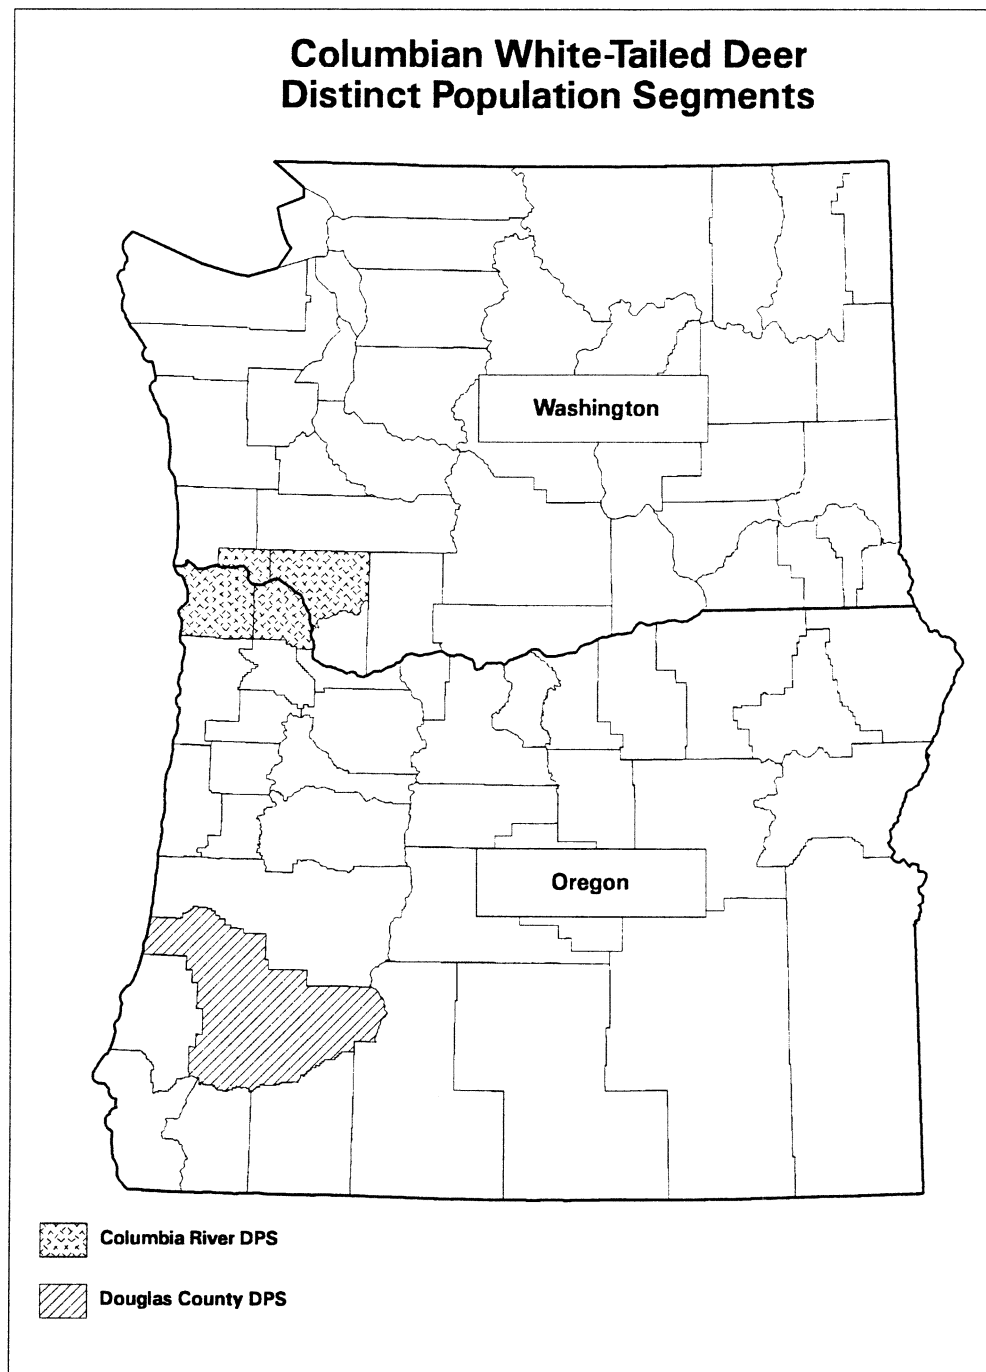 Columbian White-Tailed Deer
Distinct Population Segments
Washington
Oregon
Columbia River DPS
Douglas County DPS